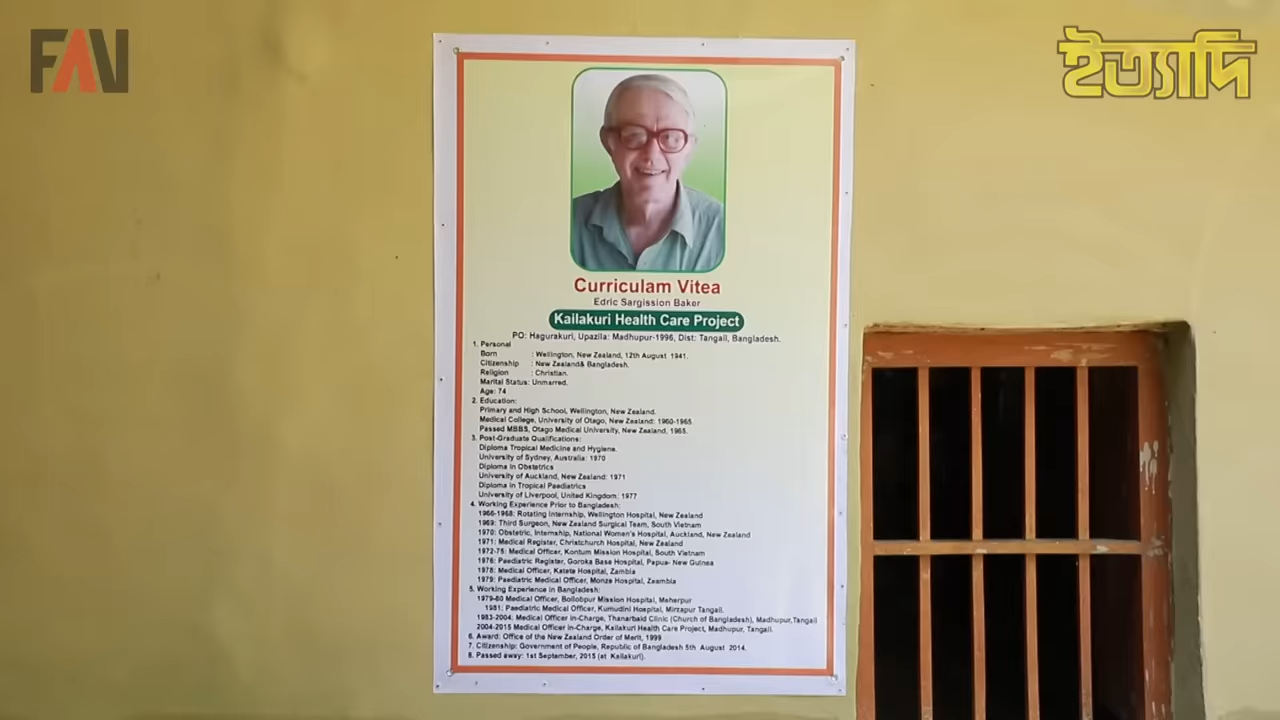 FAV
ইত্যাদি
Curriculam Vitea
Edric Sargission Baker
Kailakuri Health Care Project
PO: Hagurakuri, Upazila: Madhupur-1996, Dist: Tangail, Bangladesh.
1. Personal
Born : Wellington, New Zealand, 12th August 1941.
Citizenship : New Zealand& Bangladesh.
Religion : Christian.
Marital Status: Unmarred.
Age: 74
2. Education:
Primary and High School, Wellington, New Zealand.
Medical College, University of Otago, New Zealand: 1960-1965.
Passed MBBS, Otago Medical University, New Zealand, 1965.
3. Post-Graduate Qualifications:
Diploma Tropical Medicine and Hygiene.
University of Sydney, Australia: 1970
Diploma in Obstetrics
University of Auckland, New Zealand: 1971
Diploma in Tropical Paediatrics
University of Liverpool, United Kingdom: 1977
4. Working Experience Prior to Bangladesh:
1966-1968: Rotating Internship, Wellington Hospital, New Zealand
1969: Third Surgeon, New Zealand Surgical Team, South Vietnam
1970: Obstetric, Internship, National Women's Hospital, Auckland, New Zealand
1971: Medical Register, Christchurch Hospital, New Zealand
1972-75: Medical Officer, Kontum Mission Hospital, South Vietnam
1976: Paediatric Register, Goroka Base Hospital, Papua- New Guinea
1978: Medical Officer, Katete Hospital, Zambia
1979: Paediatric Medical Officer, Monze Hospital, Zeambia
5. Working Experience in Bangladesh:
1979-80 Medical Officer, Bollobpur Mission Hospital, Meherpur
1981: Paediatric Medical Officer, Kumudini Hospital, Mirzapur Tangail.
1983-2004: Medical Officer in-Charge, Thanarbaid Clinic (Church of Bangladesh), Madhupur,Tangail
2004-2015 Medical Officer in-Charge, Kailakuri Health Care Project, Madhupur, Tangail.
6. Award: Office of the New Zealand Order of Merit, 1999
7. Citizenship: Government of People, Republic of Bangladesh 5th August 2014.
8. Passed away: 1st September, 2015 (at Kailakuri).